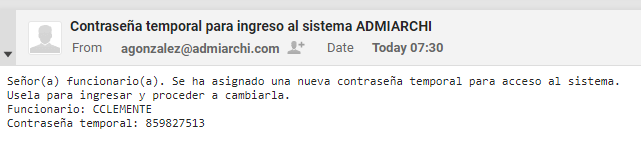 Contraseña temporal para ingreso al sistema ADMIARCHI
From agonzalez@admiarchi.com Date Today 07:30
Señor(a) funcionario(a). Se ha asignado una nueva contraseña temporal para acceso al sistema.
Usela para ingresar y proceder a cambiarla.
Funcionario: CCLEMENTE
Contraseña temporal: 859827513